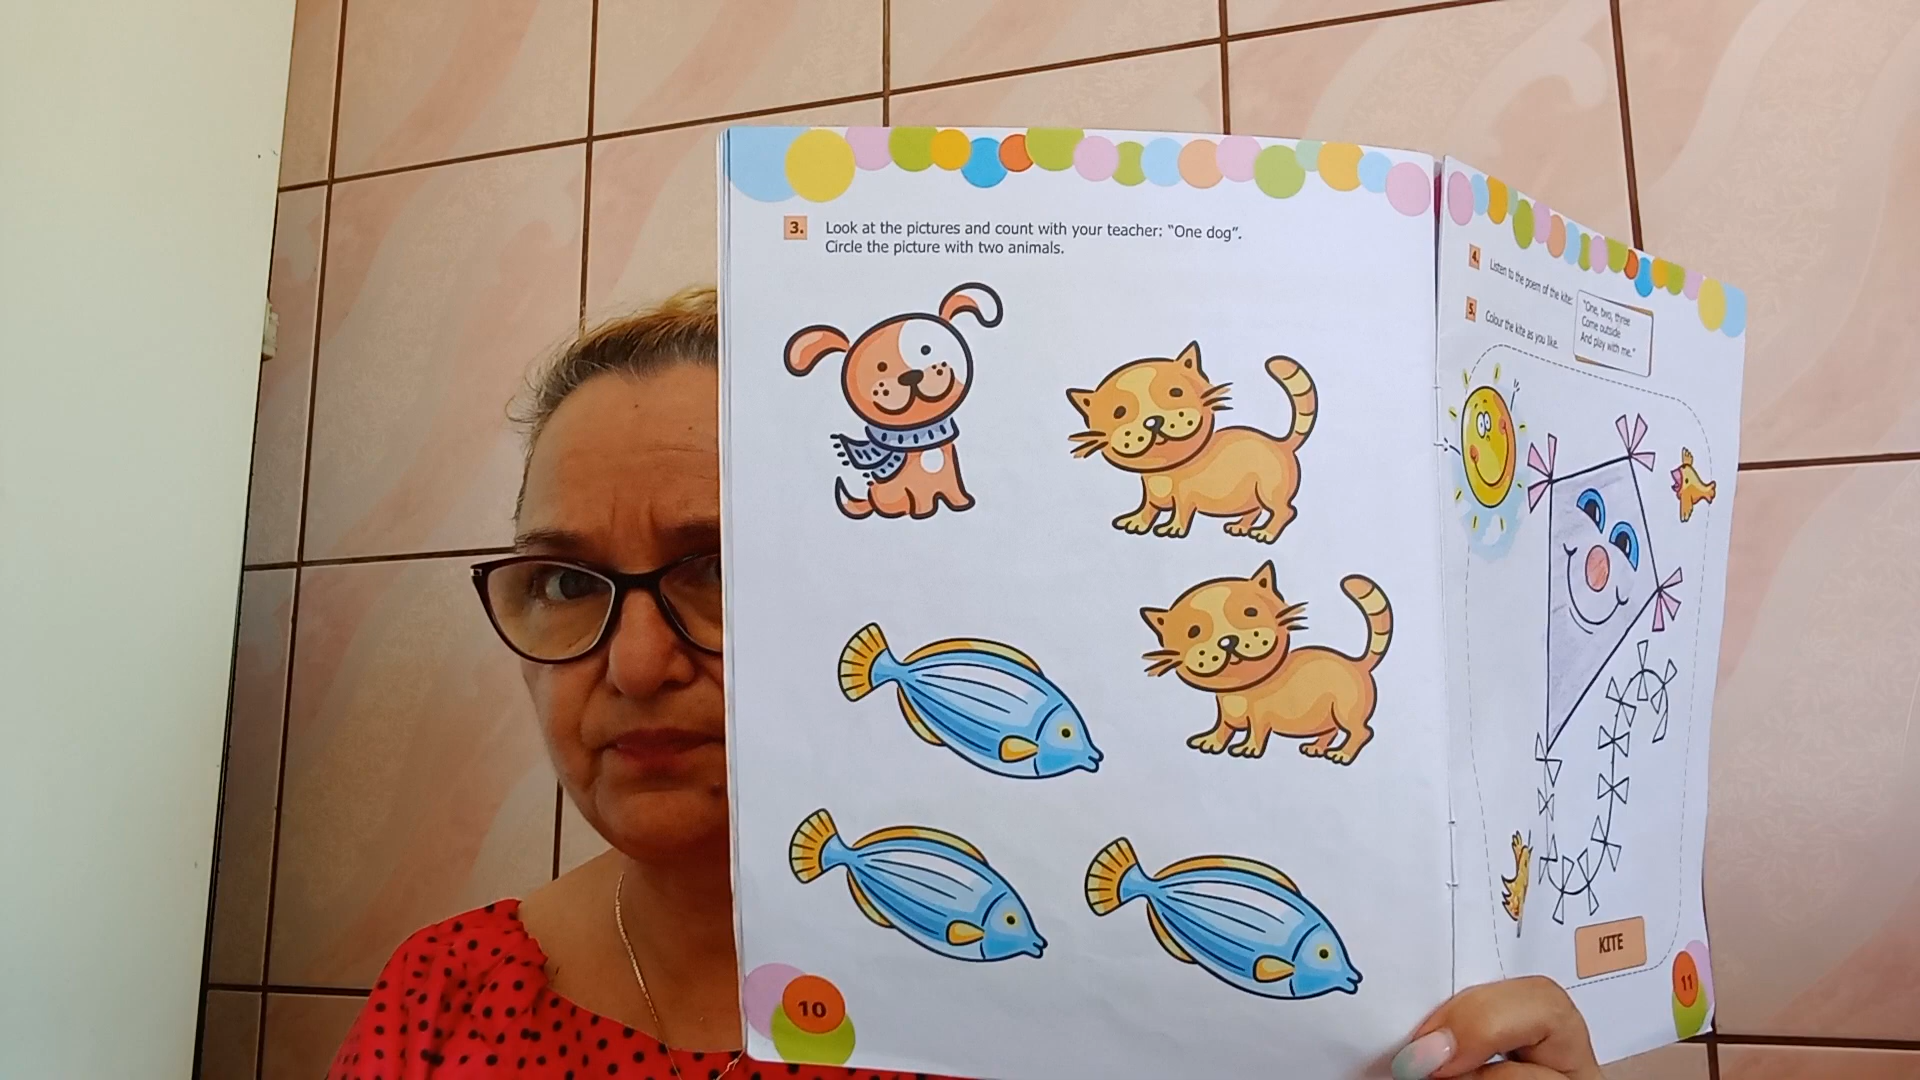 3. Look at the pictures and count with your teacher: “One dog”.
Circle the picture with two animals.
10
4. Listen to the poem of the kite:
“One, two, three
Come outside
And play with me.”
5. Colour the kite as you like.
KITE
11